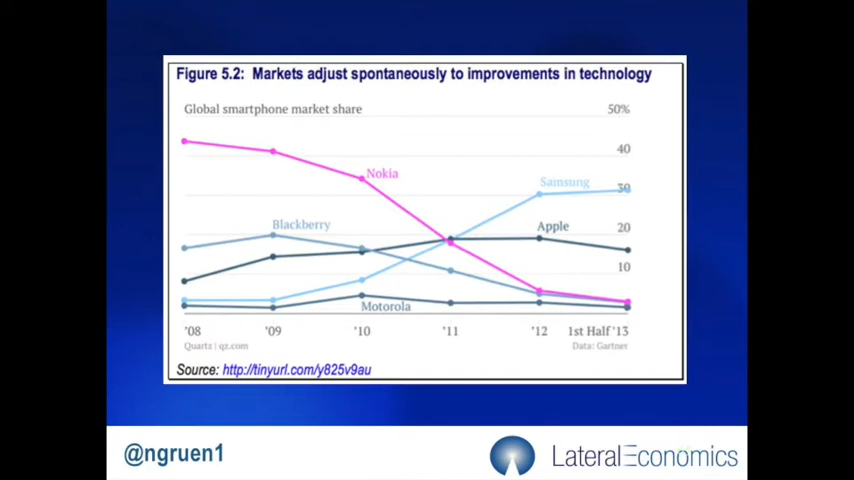 Figure 5.2: Markets adjust spontaneously to improvements in technology
Global smartphone market share
50%
40
Nokia
Samsung
30
Blackberry
Apple
20
10
Motorola
'08 '09 '10 '11 '12 1st Half '13
Quartz | qz.com Data: Gartner
Source: http://tinyurl.com/y825v9au
@ngruen1
LateralEconomics